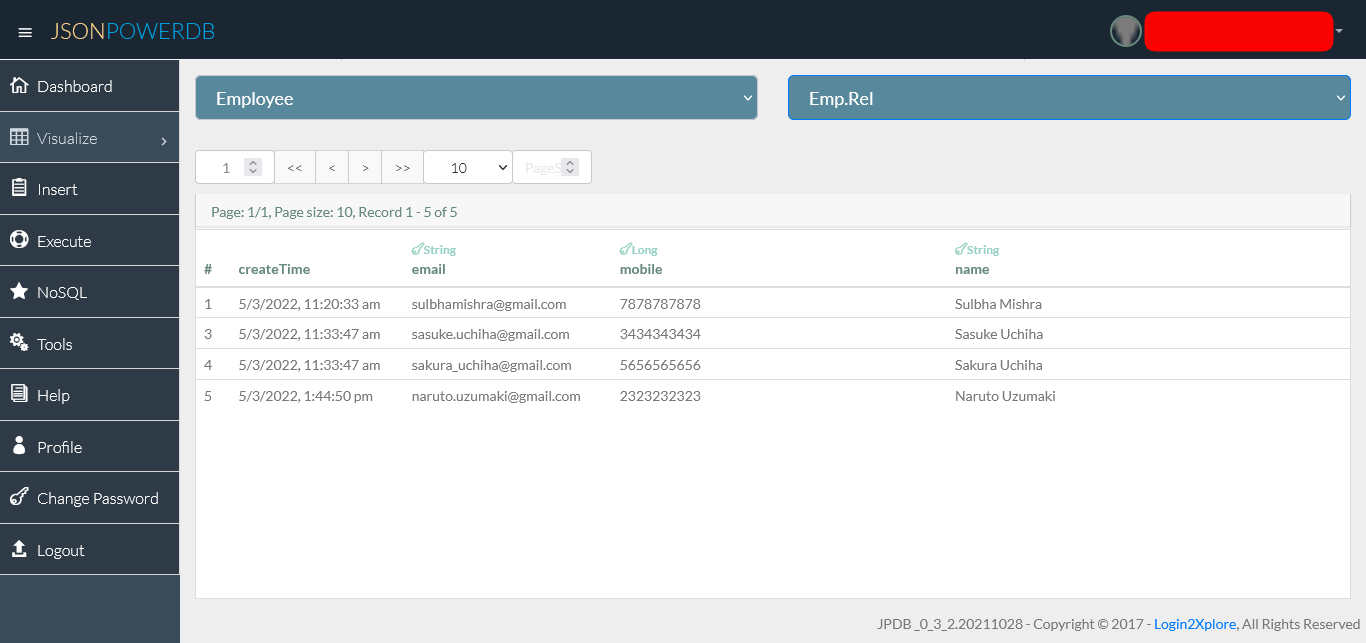 JSONPOWERDB
Dashboard
Visualize
Insert
Execute
NoSQL
Tools
Help
Profile
Change Password
Logout
Employee
Emp.Rel
1 << < > >> 10
Page: 1/1, Page size: 10, Record 1 - 5 of 5
String Long String
# createTime email mobile name
1 5/3/2022, 11:20:33 am sulbhamishra@gmail.com 7878787878 Sulbha Mishra
3 5/3/2022, 11:33:47 am sasuke.uchiha@gmail.com 3434343434 Sasuke Uchiha
4 5/3/2022, 11:33:47 am sakura_uchiha@gmail.com 5656565656 Sakura Uchiha
5 5/3/2022, 1:44:50 pm naruto.uzumaki@gmail.com 2323232323 Naruto Uzumaki
JPDB_0_3_2.20211028 - Copyright © 2017 - Login2Xplore, All Rights Reserved